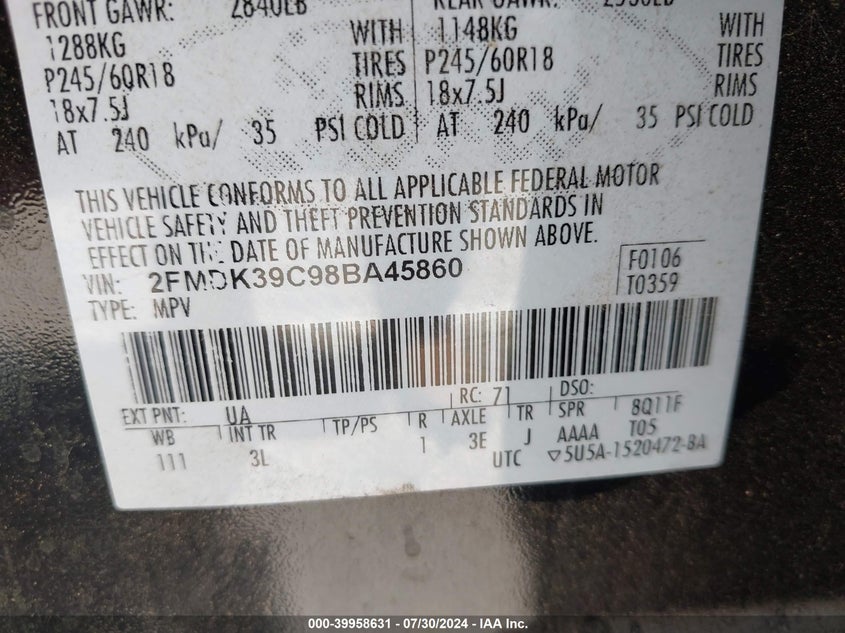 FRONT GAWR: 2840LB
1288KG WITH
P245/60R18 TIRES
18x7.5J RIMS
AT 240 kPa/ 35 PSI COLD
REAR GAWR:
1148KG WITH
P245/60R18 TIRES
18x7.5J RIMS
AT 240 kPa/ 35 PSI COLD
THIS VEHICLE CONFORMS TO ALL APPLICABLE FEDERAL MOTOR
VEHICLE SAFETY AND THEFT PREVENTION STANDARDS IN
EFFECT ON THE DATE OF MANUFACTURE SHOWN ABOVE.
VIN: 2FMDK39C98BA45860
TYPE: MPV
F0106
T0359
EXT PNT: UA RC: 71 DSO:
WB INT TR TP/PS R AXLE TR SPR 8Q11F
111 3L 1 3E J AAAA T05
UTC ▽5U5A-1520472-BA
000-39958631 - 07/30/2024 - IAA Inc.